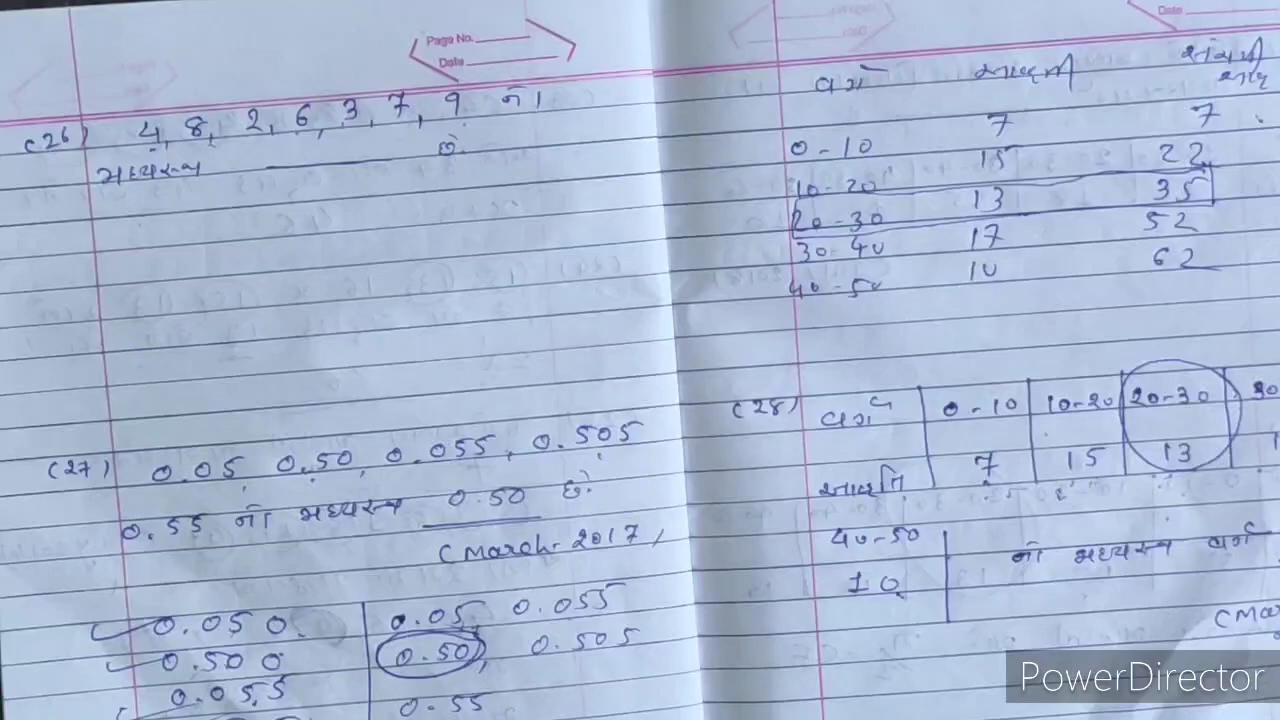 Page No.
Date
(26) 4, 8, 2, 6, 3, 7, 9 નો
મધ્યસ્થ છે.
(27) 0.05, 0.50, 0.055, 0.505,
0.55 નો મધ્યસ્થ 0.50 છે.
(March-2017)
0.050
0.500
0.055
0.05, 0.055
0.50, 0.505
0.55
Date
વર્ગ આવૃત્તિ
0-10 7 7
10-20 15 22
20-30 13 35
30-40 17 52
40-50 10 62
(28) વર્ગ 0-10 10-20 20-30 30
આવૃત્તિ 7 15 13
40-50
10 નો મધ્યસ્થ વર્ગ
(Mar
PowerDirector